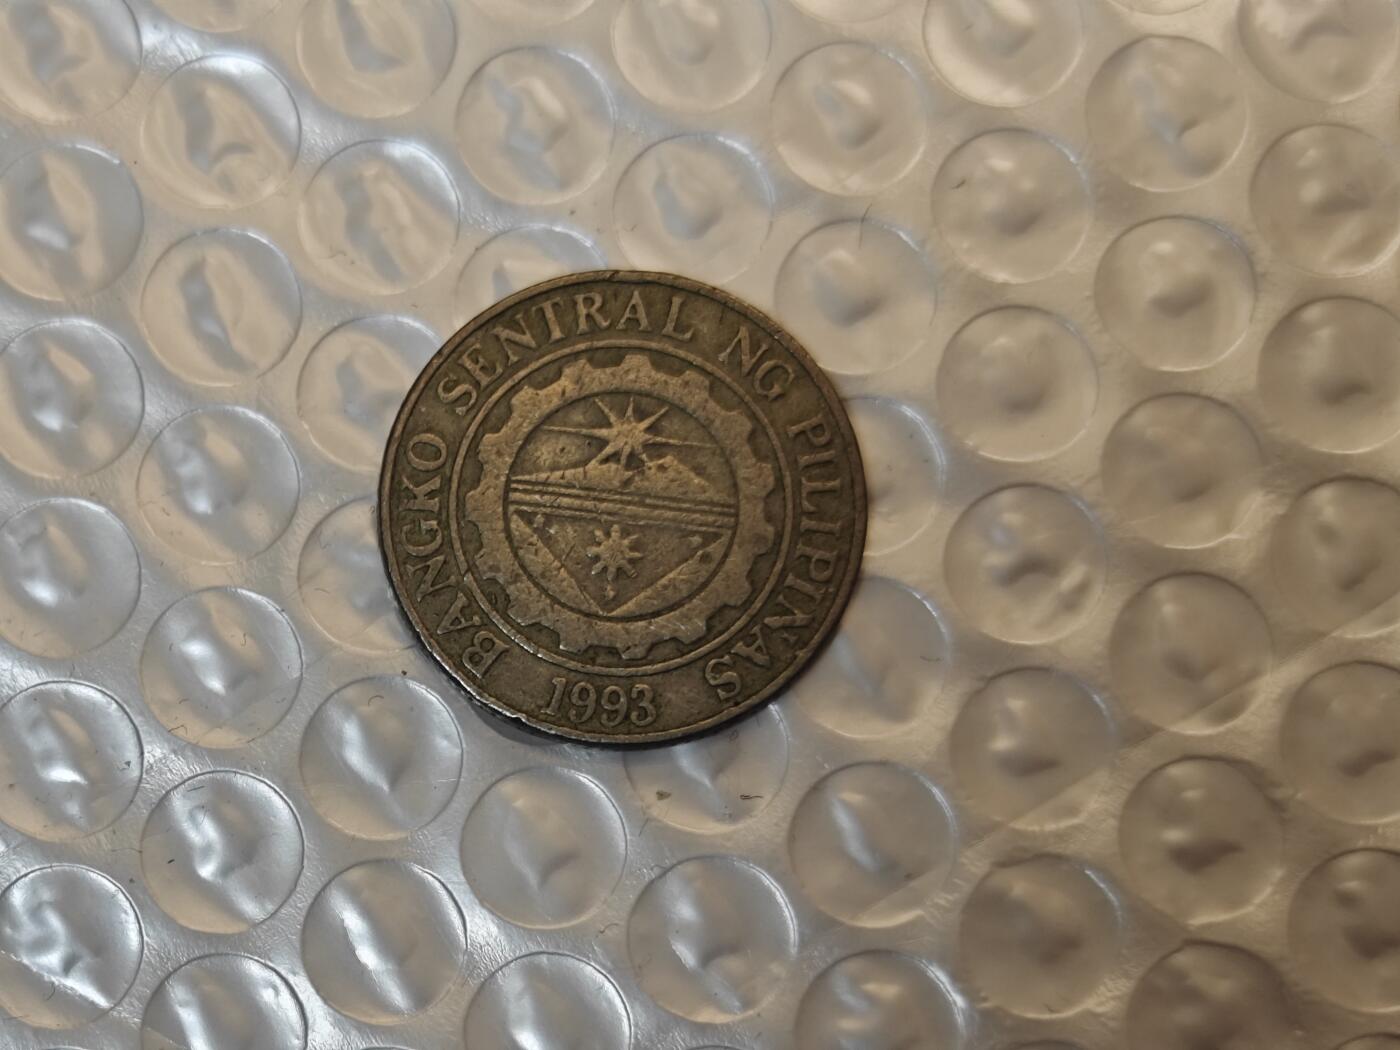 BANGKO SENTRAL NG PILIPINAS
1993